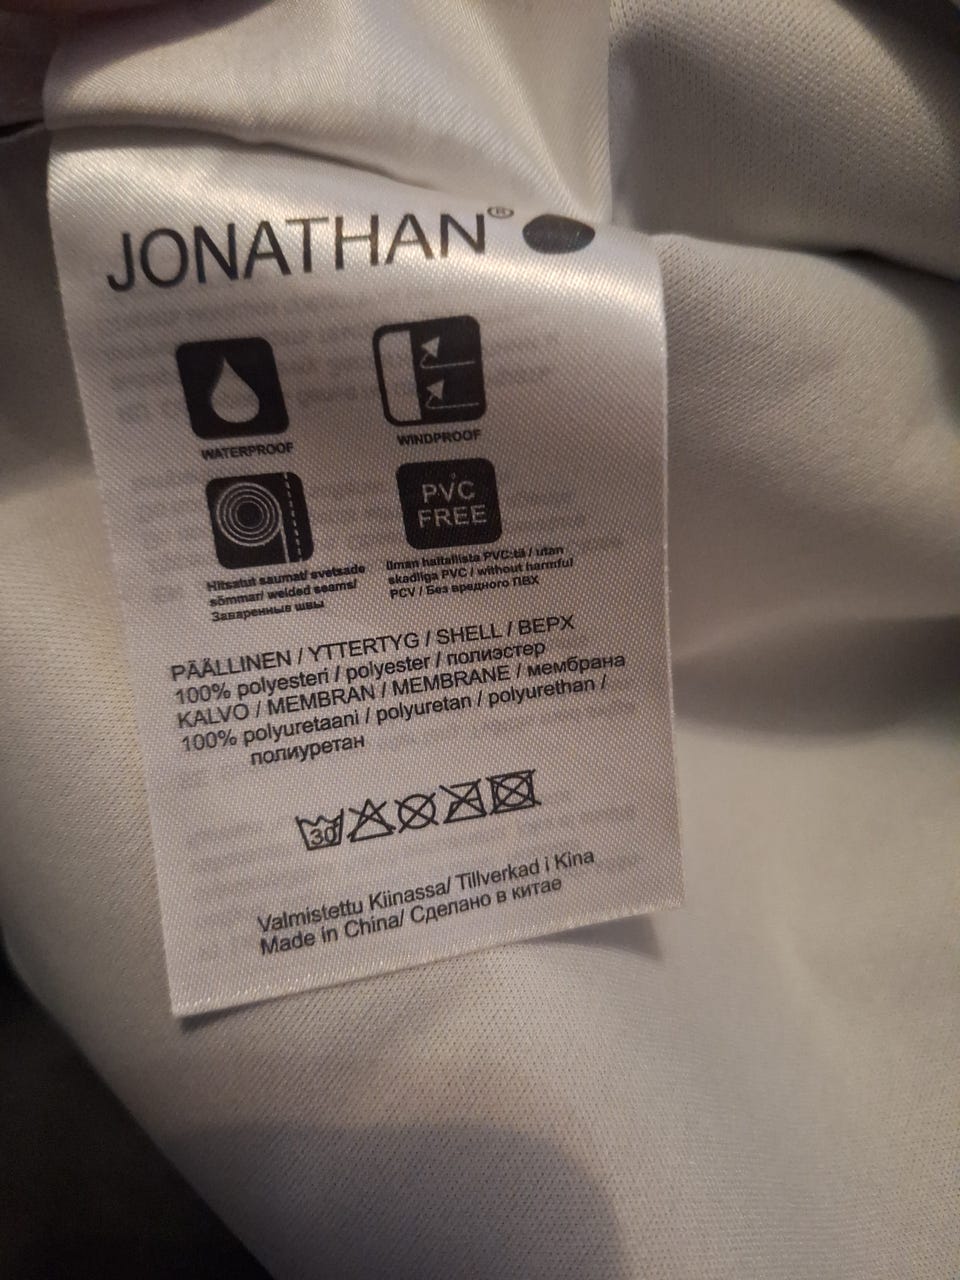 JONATHAN®
WATERPROOF
WINDPROOF
Hitsatut saumat/ svetsade
sömmar/ welded seams/
Заваренные швы
PVC
FREE
Ilman haitallista PVC:tä / utan
skadliga PVC / without harmful
PCV / Без вредного ПВХ
PÄÄLLINEN / YTTERTYG / SHELL / ВЕРХ
100% polyesteri / polyester / полиэстер
KALVO / MEMBRAN / MEMBRANE / мембрана
100% polyuretaani / polyuretan / polyurethan /
полиуретан
30
Valmistettu Kiinassa/ Tillverkad i Kina
Made in China/ Сделано в китае